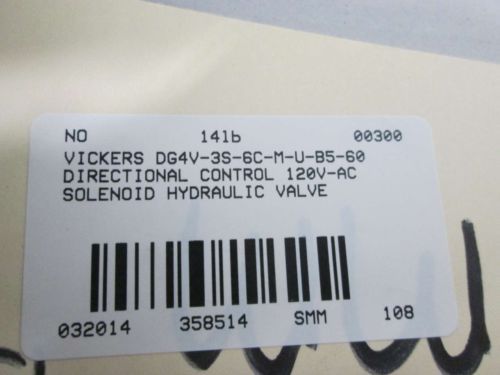 NO 14lb 00300
VICKERS DG4V-3S-6C-M-U-B5-60
DIRECTIONAL CONTROL 120V-AC
SOLENOID HYDRAULIC VALVE
032014 358514 SMM 108